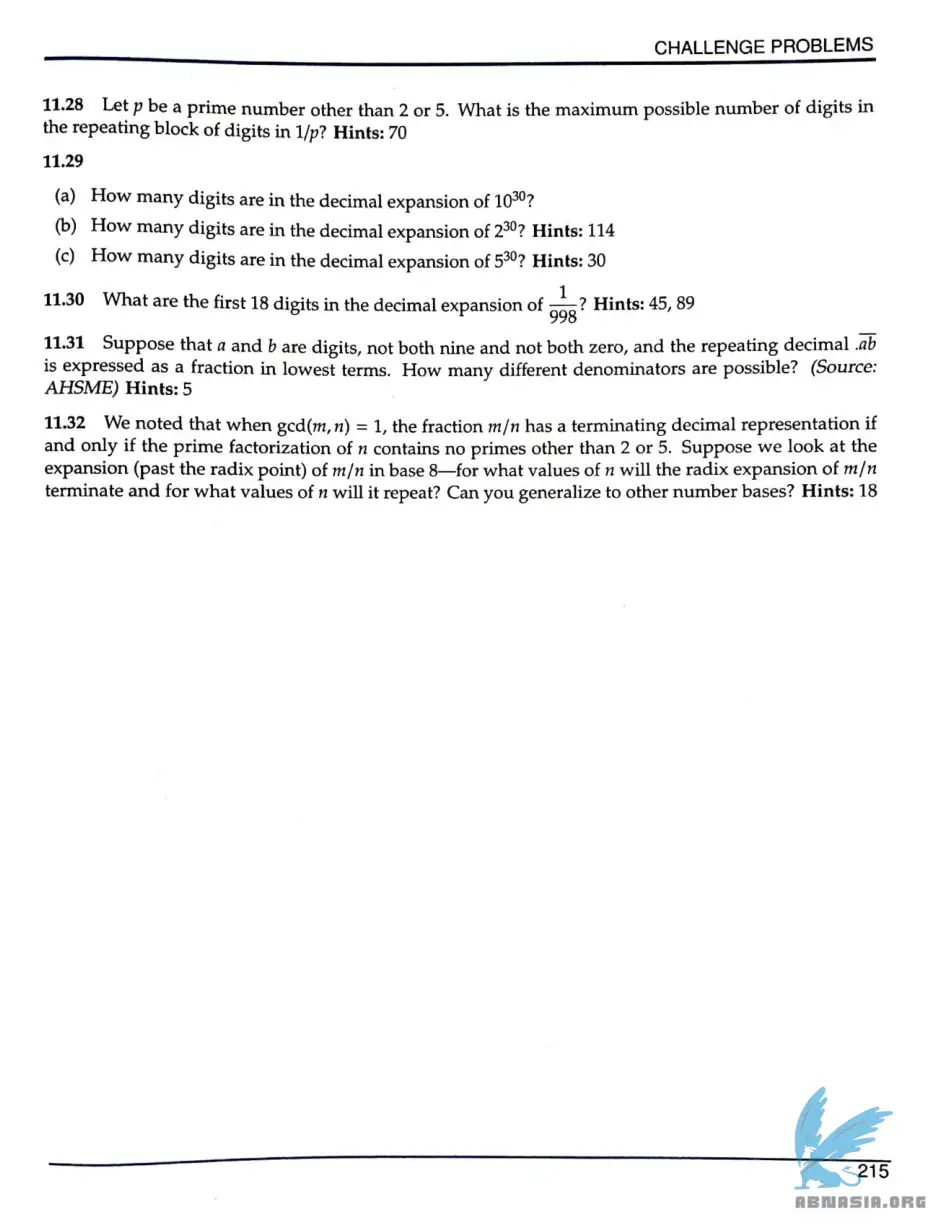 CHALLENGE PROBLEMS
11.28 Let p be a prime number other than 2 or 5. What is the maximum possible number of digits in
the repeating block of digits in 1/p? Hints: 70
11.29
(a) How many digits are in the decimal expansion of 10³⁰?
(b) How many digits are in the decimal expansion of 2³⁰? Hints: 114
(c) How many digits are in the decimal expansion of 5³⁰? Hints: 30
11.30 What are the first 18 digits in the decimal expansion of 1/998? Hints: 45, 89
11.31 Suppose that a and b are digits, not both nine and not both zero, and the repeating decimal .a̅b̅
is expressed as a fraction in lowest terms. How many different denominators are possible? (Source:
AHSME) Hints: 5
11.32 We noted that when gcd(m, n) = 1, the fraction m/n has a terminating decimal representation if
and only if the prime factorization of n contains no primes other than 2 or 5. Suppose we look at the
expansion (past the radix point) of m/n in base 8—for what values of n will the radix expansion of m/n
terminate and for what values of n will it repeat? Can you generalize to other number bases? Hints: 18
215
ABNASIA.ORG